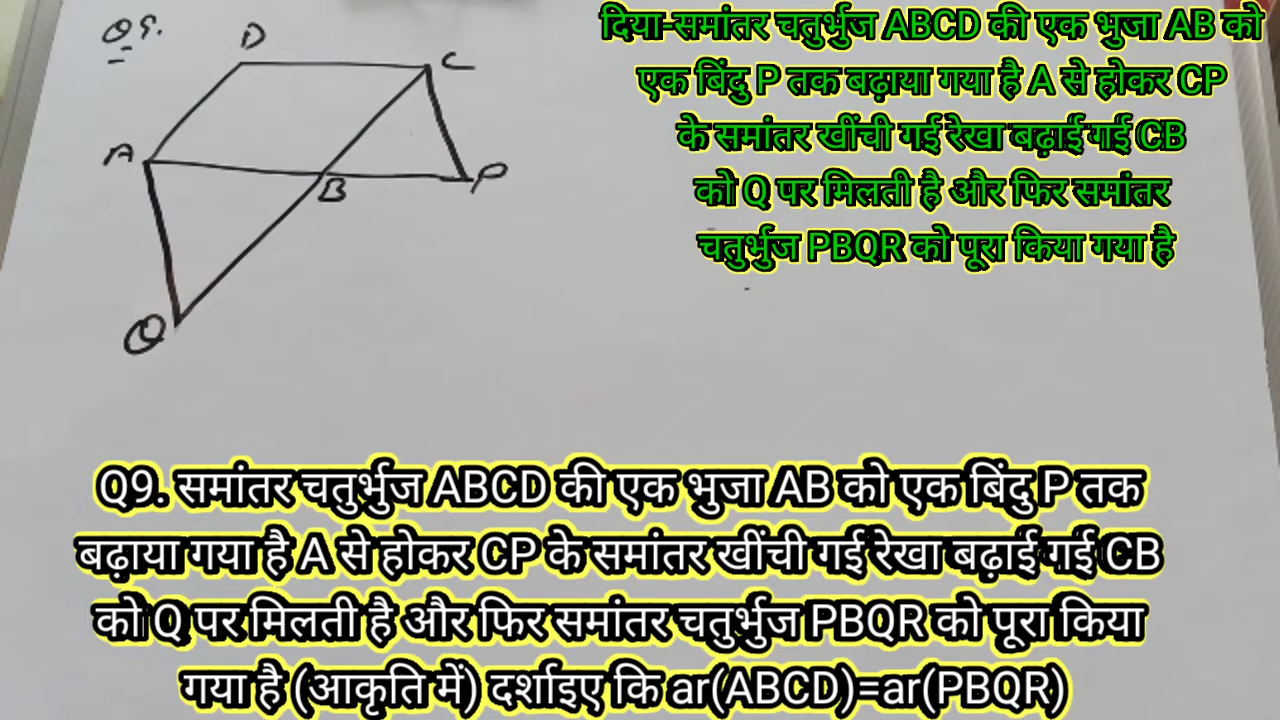 Q9.
D
C
A
B
P
Q
दिया-समांतर चतुर्भुज ABCD की एक भुजा AB को
एक बिंदु P तक बढ़ाया गया है A से होकर CP
के समांतर खींची गई रेखा बढ़ाई गई CB
को Q पर मिलती है और फिर समांतर
चतुर्भुज PBQR को पूरा किया गया है
Q9. समांतर चतुर्भुज ABCD की एक भुजा AB को एक बिंदु P तक
बढ़ाया गया है A से होकर CP के समांतर खींची गई रेखा बढ़ाई गई CB
को Q पर मिलती है और फिर समांतर चतुर्भुज PBQR को पूरा किया
गया है (आकृति में) दर्शाइए कि ar(ABCD)=ar(PBQR)